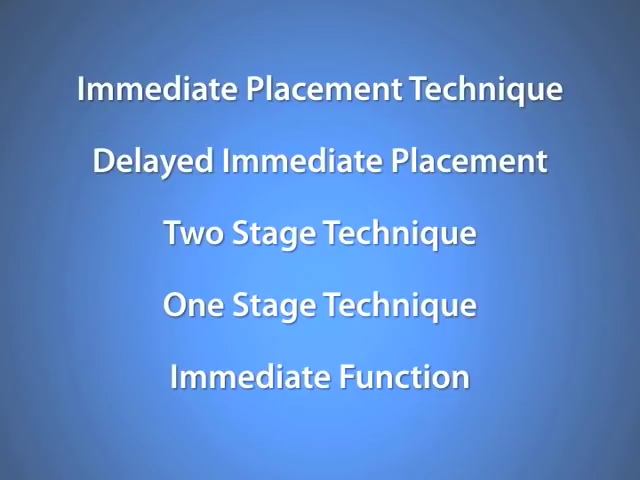 Immediate Placement Technique
Delayed Immediate Placement
Two Stage Technique
One Stage Technique
Immediate Function